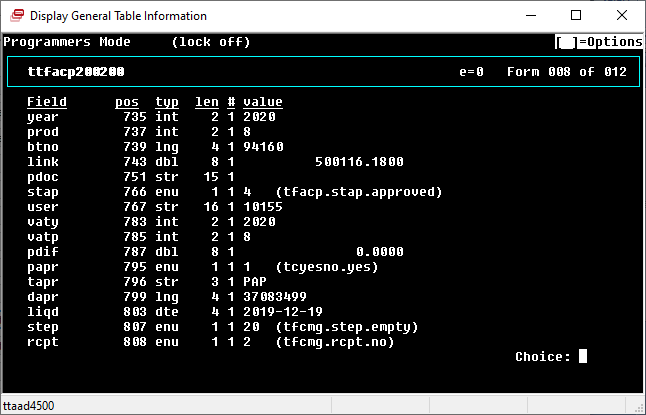 Display General Table Information
Programmers Mode (lock off) [ ]=Options
ttfacp200200 e=0 Form 008 of 012
Field pos typ len # value
year 735 int 2 1 2020
prod 737 int 2 1 8
btno 739 lng 4 1 94160
link 743 dbl 8 1 500116.1800
pdoc 751 str 15 1
stap 766 enu 1 1 4 (tfacp.stap.approved)
user 767 str 16 1 10155
vaty 783 int 2 1 2020
vatp 785 int 2 1 8
pdif 787 dbl 8 1 0.0000
papr 795 enu 1 1 1 (tcyesno.yes)
tapr 796 str 3 1 PAP
dapr 799 lng 4 1 37083499
liqd 803 dte 4 1 2019-12-19
step 807 enu 1 1 20 (tfcmg.step.empty)
rcpt 808 enu 1 1 2 (tfcmg.rcpt.no)
Choice:
ttaad4500